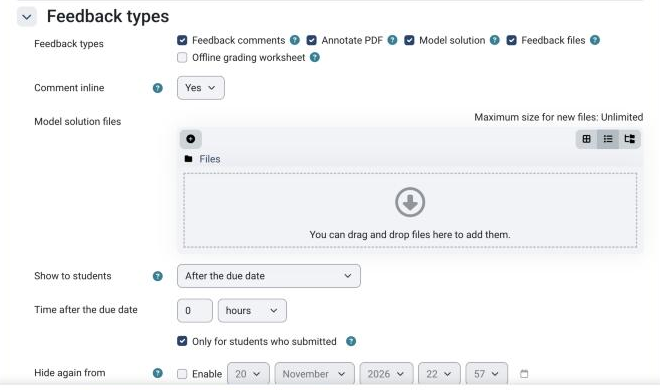 Feedback types
Feedback types Feedback comments ? Annotate PDF ? Model solution ? Feedback files ?
Offline grading worksheet ?
Comment inline ? Yes
Model solution files Maximum size for new files: Unlimited
Files
You can drag and drop files here to add them.
Show to students ? After the due date
Time after the due date 0 hours
Only for students who submitted ?
Hide again from ? Enable 20 November 2026 22 57